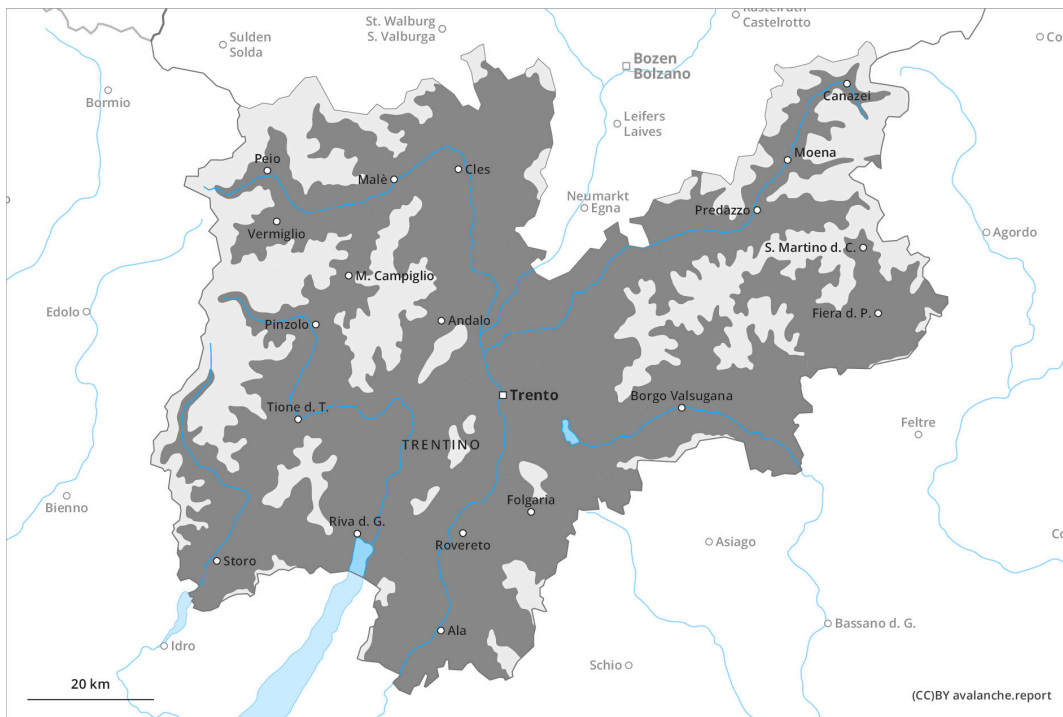 St. Walburg
S. Valburga
Kastelruth
Castelrotto
Sulden
Solda
Bozen
Bolzano
Co
Bormio
Canazei
Leifers
Laives
Moena
Peio
Malè
Cles
Neumarkt
Egna
Predazzo
Vermiglio
Agordo
S. Martino d. C.
M. Campiglio
Edolo
Pinzolo
Andalo
Fiera d. P.
Trento
Borgo Valsugana
Tione d. T.
Feltre
TRENTINO
Bienno
Folgaria
Riva d. G.
Rovereto
Asiago
Co
Storo
Ala
Bassano d. G.
Idro
Schio
20 km
(CC)BY avalanche.report